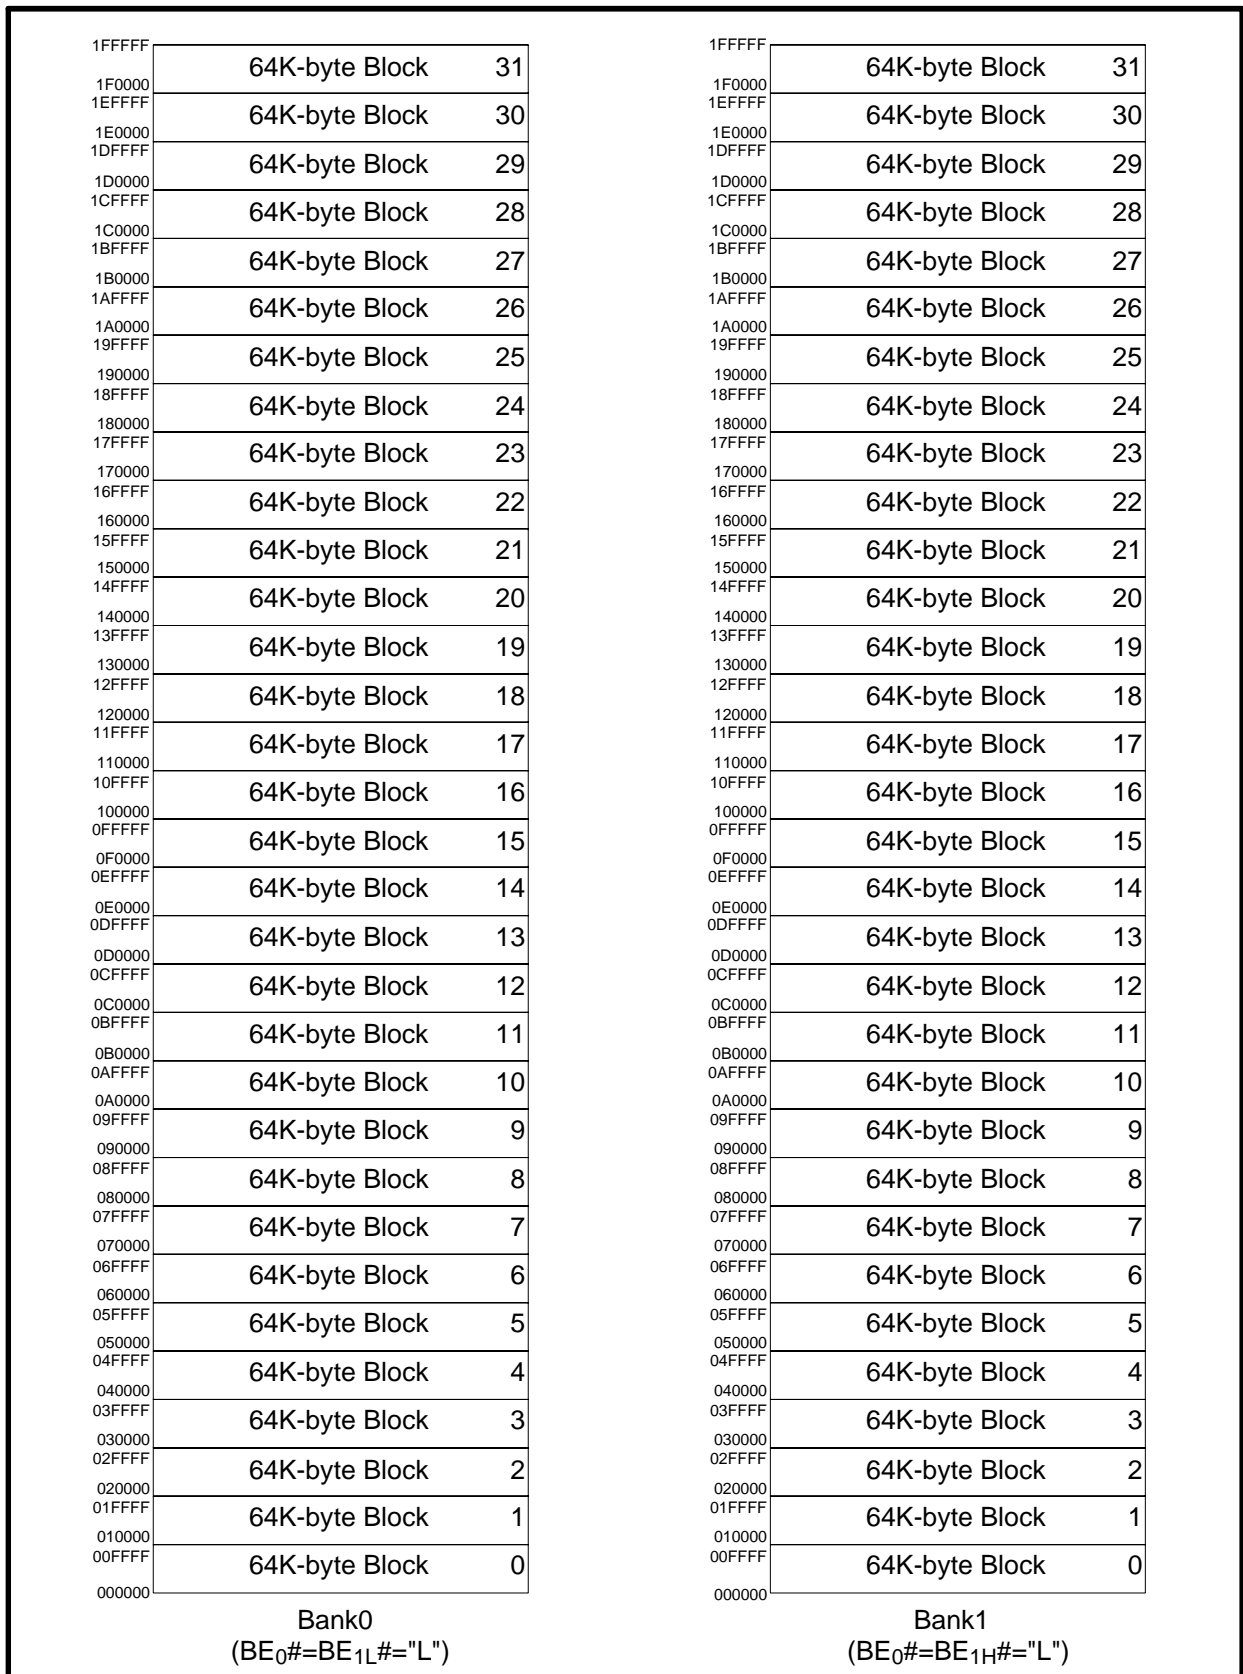 1FFFFF
64K-byte Block 31
1F0000
1EFFFF
64K-byte Block 30
1E0000
1DFFFF
64K-byte Block 29
1D0000
1CFFFF
64K-byte Block 28
1C0000
1BFFFF
64K-byte Block 27
1B0000
1AFFFF
64K-byte Block 26
1A0000
19FFFF
64K-byte Block 25
190000
18FFFF
64K-byte Block 24
180000
17FFFF
64K-byte Block 23
170000
16FFFF
64K-byte Block 22
160000
15FFFF
64K-byte Block 21
150000
14FFFF
64K-byte Block 20
140000
13FFFF
64K-byte Block 19
130000
12FFFF
64K-byte Block 18
120000
11FFFF
64K-byte Block 17
110000
10FFFF
64K-byte Block 16
100000
0FFFFF
64K-byte Block 15
0F0000
0EFFFF
64K-byte Block 14
0E0000
0DFFFF
64K-byte Block 13
0D0000
0CFFFF
64K-byte Block 12
0C0000
0BFFFF
64K-byte Block 11
0B0000
0AFFFF
64K-byte Block 10
0A0000
09FFFF
64K-byte Block 9
090000
08FFFF
64K-byte Block 8
080000
07FFFF
64K-byte Block 7
070000
06FFFF
64K-byte Block 6
060000
05FFFF
64K-byte Block 5
050000
04FFFF
64K-byte Block 4
040000
03FFFF
64K-byte Block 3
030000
02FFFF
64K-byte Block 2
020000
01FFFF
64K-byte Block 1
010000
00FFFF
64K-byte Block 0
000000
Bank0
(BE0#=BE1L#="L")
1FFFFF
64K-byte Block 31
1F0000
1EFFFF
64K-byte Block 30
1E0000
1DFFFF
64K-byte Block 29
1D0000
1CFFFF
64K-byte Block 28
1C0000
1BFFFF
64K-byte Block 27
1B0000
1AFFFF
64K-byte Block 26
1A0000
19FFFF
64K-byte Block 25
190000
18FFFF
64K-byte Block 24
180000
17FFFF
64K-byte Block 23
170000
16FFFF
64K-byte Block 22
160000
15FFFF
64K-byte Block 21
150000
14FFFF
64K-byte Block 20
140000
13FFFF
64K-byte Block 19
130000
12FFFF
64K-byte Block 18
120000
11FFFF
64K-byte Block 17
110000
10FFFF
64K-byte Block 16
100000
0FFFFF
64K-byte Block 15
0F0000
0EFFFF
64K-byte Block 14
0E0000
0DFFFF
64K-byte Block 13
0D0000
0CFFFF
64K-byte Block 12
0C0000
0BFFFF
64K-byte Block 11
0B0000
0AFFFF
64K-byte Block 10
0A0000
09FFFF
64K-byte Block 9
090000
08FFFF
64K-byte Block 8
080000
07FFFF
64K-byte Block 7
070000
06FFFF
64K-byte Block 6
060000
05FFFF
64K-byte Block 5
050000
04FFFF
64K-byte Block 4
040000
03FFFF
64K-byte Block 3
030000
02FFFF
64K-byte Block 2
020000
01FFFF
64K-byte Block 1
010000
00FFFF
64K-byte Block 0
000000
Bank1
(BE0#=BE1H#="L")